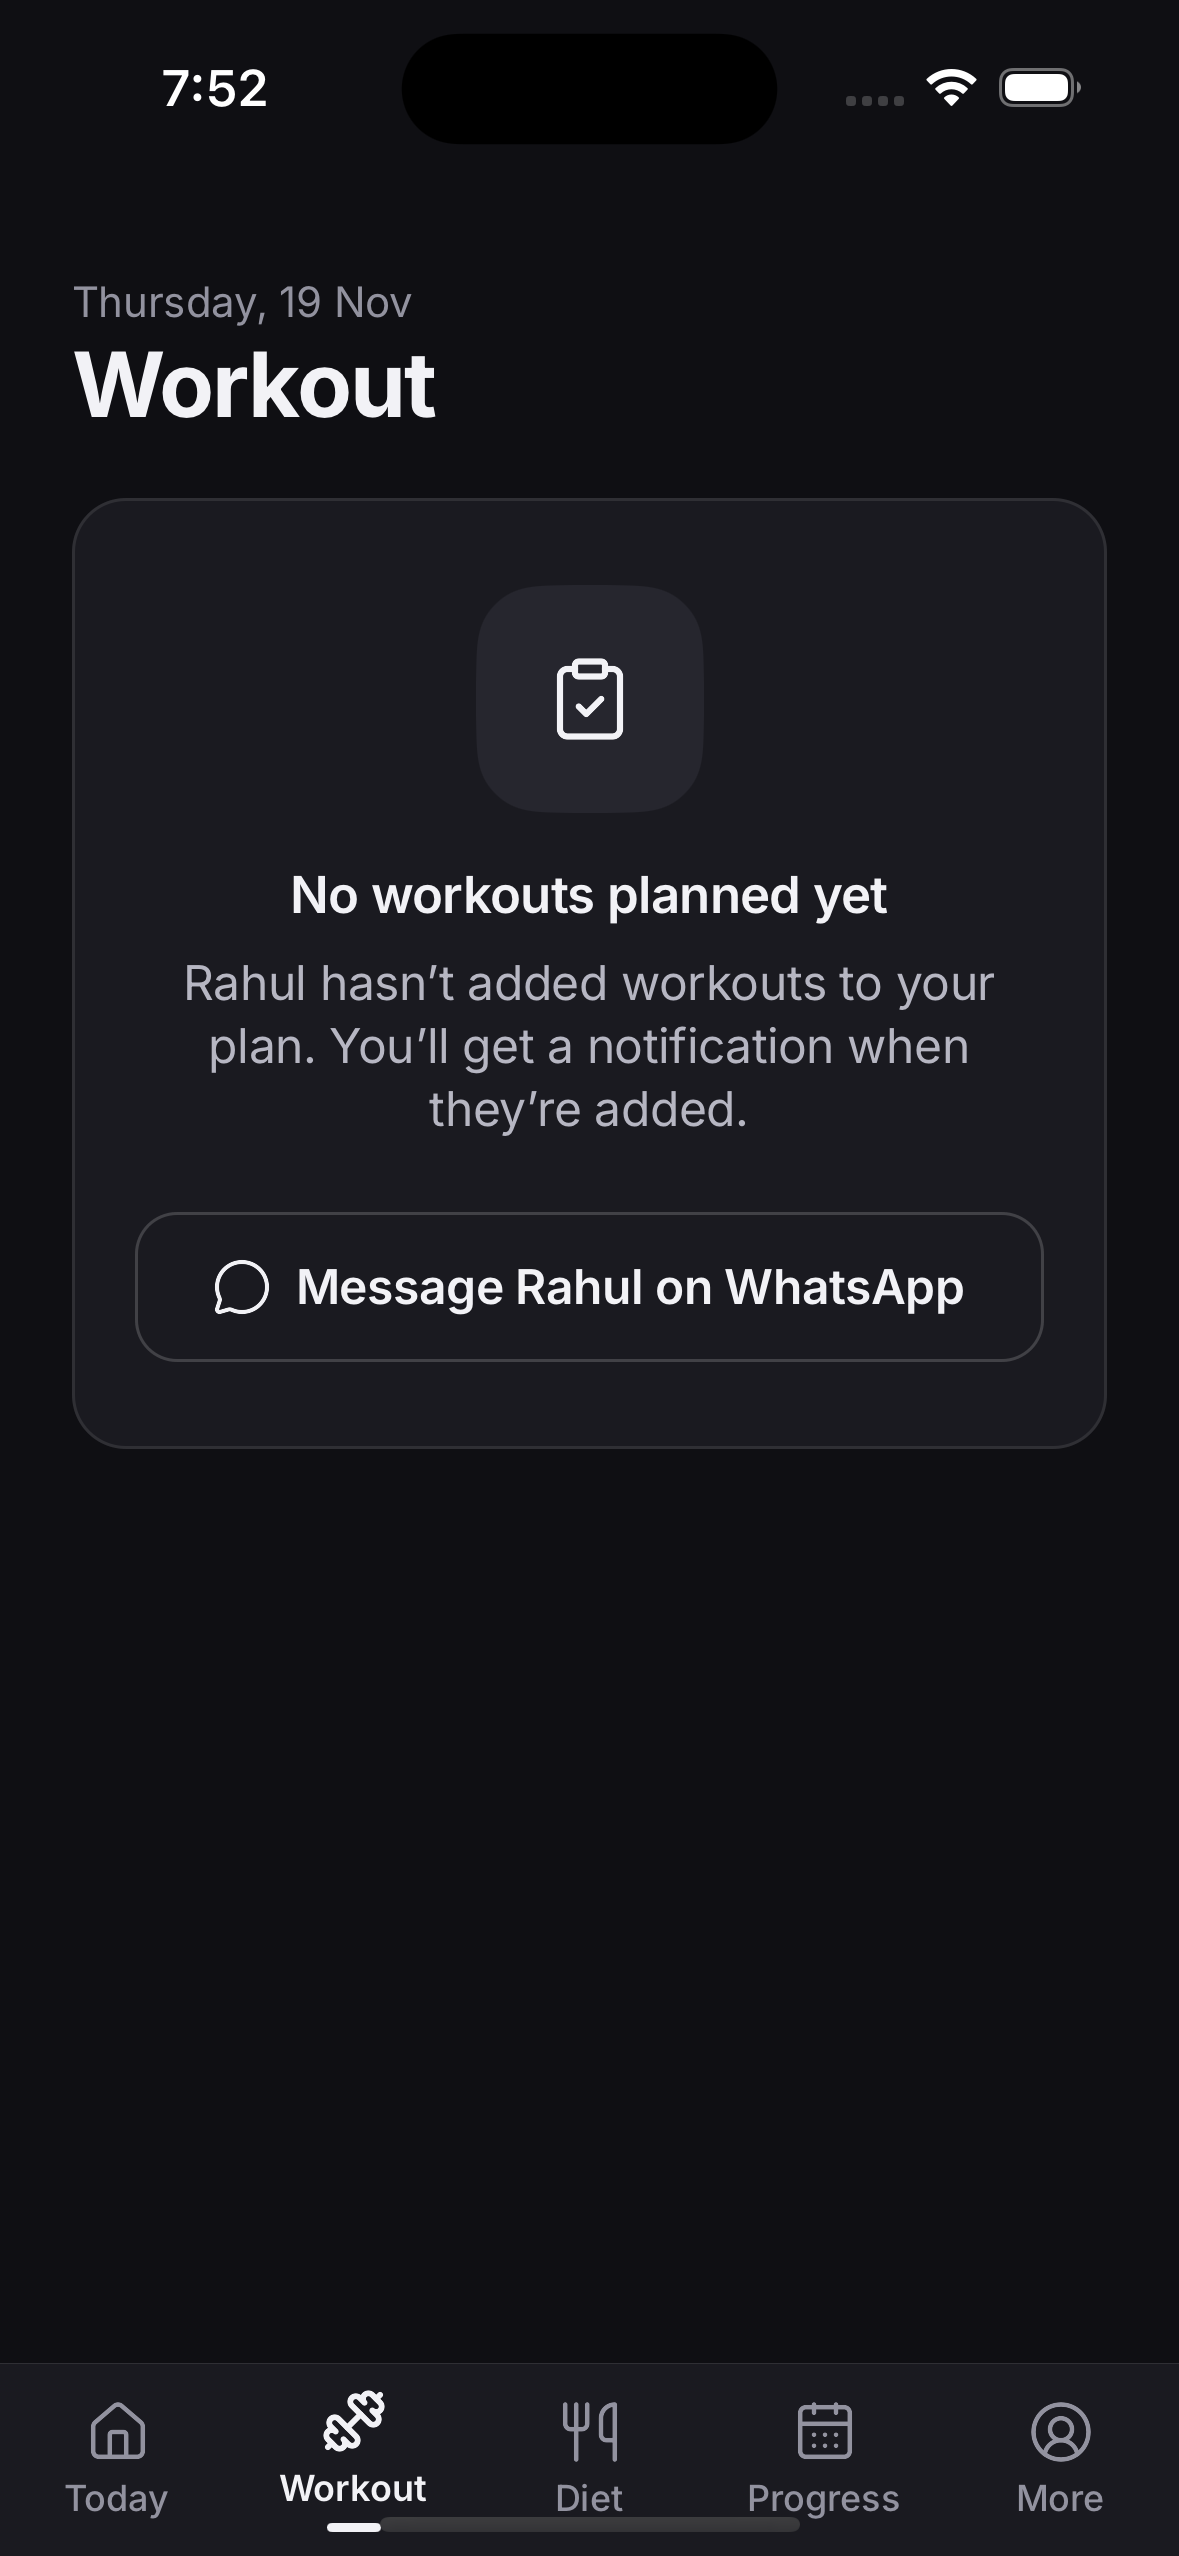 7:52
Thursday, 19 Nov
Workout
No workouts planned yet
Rahul hasn’t added workouts to your
plan. You’ll get a notification when
they’re added.
Message Rahul on WhatsApp
Today
Workout
Diet
Progress
More